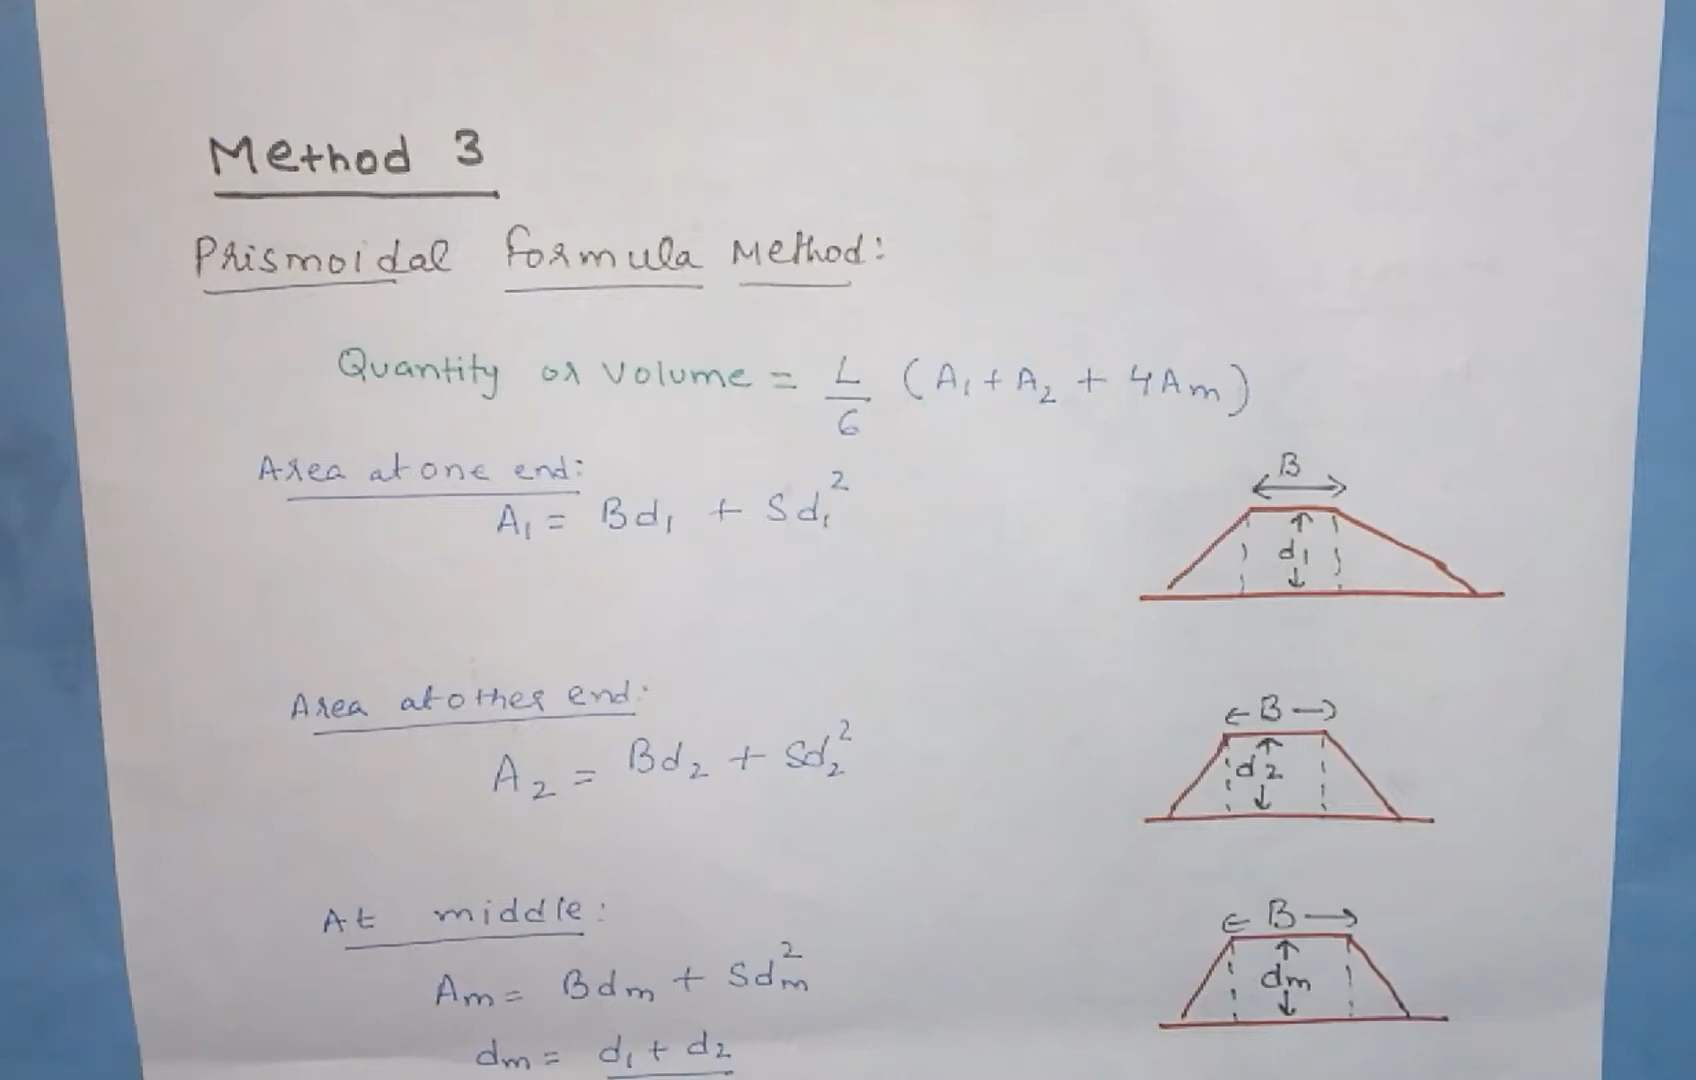 Method 3
Prismoidal formula Method:
Quantity or Volume = L/6 (A₁ + A₂ + 4Am)
Area at one end:
A₁ = Bd₁ + Sd₁²
B
d₁
Area at other end:
A₂ = Bd₂ + Sd₂²
B
d₂
At middle:
Am = Bdm + Sdm²
dm = d₁ + d₂
B
dm